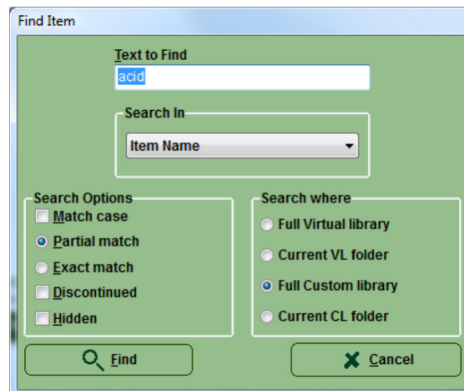 Find Item
Text to Find
acid
Search In
Item Name
Search Options
Match case
Partial match
Exact match
Discontinued
Hidden
Search where
Full Virtual library
Current VL folder
Full Custom library
Current CL folder
Find
Cancel